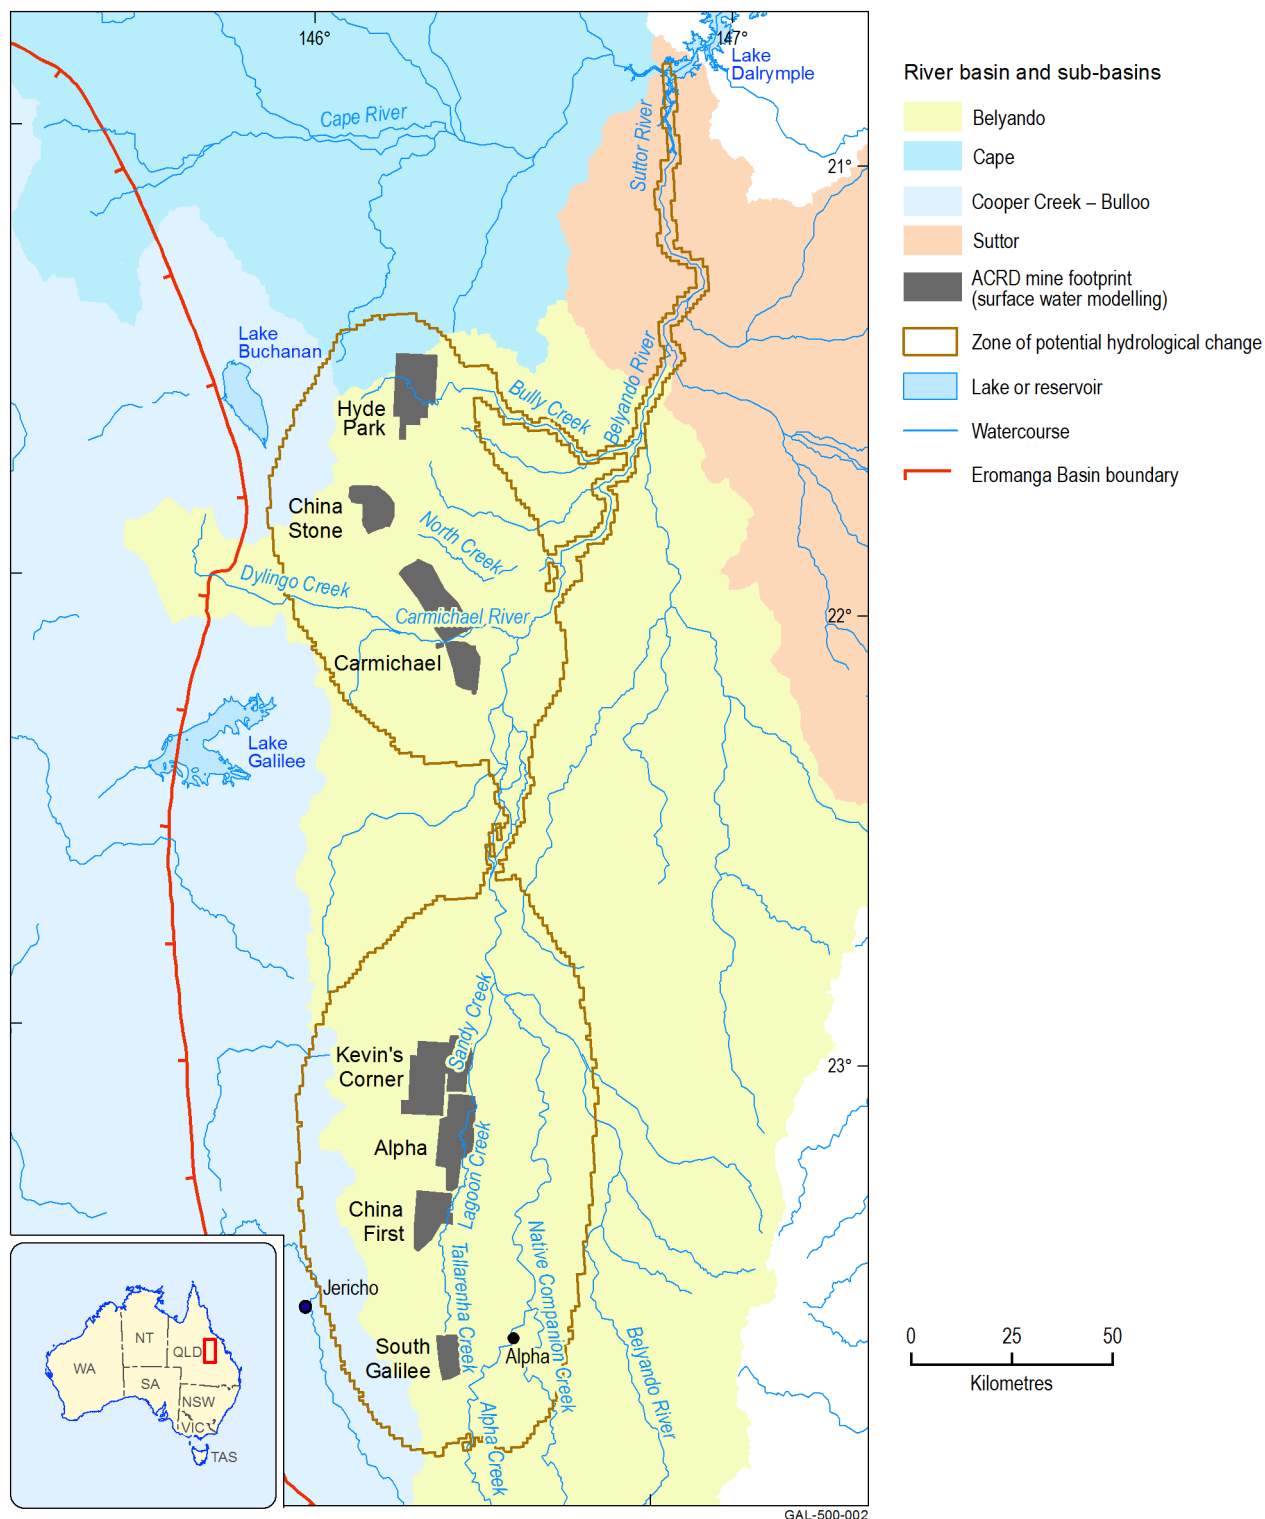 146°
147°
Lake
Dalrymple
Cape River
Suttor River
21°
Lake
Buchanan
Hyde
Park
Bully Creek
Belyando River
China
Stone
North Creek
Dylingo Creek
Carmichael River
22°
Carmichael
Lake
Galilee
Sandy Creek
Kevin's
Corner
23°
Alpha
Lagoon Creek
China
First
Tallarenha Creek
Native Companion Creek
Jericho
South
Galilee
Alpha
Belyando River
Alpha Creek
NT
QLD
WA
SA
NSW
VIC
TAS
River basin and sub-basins
Belyando
Cape
Cooper Creek – Bulloo
Suttor
ACRD mine footprint
(surface water modelling)
Zone of potential hydrological change
Lake or reservoir
Watercourse
Eromanga Basin boundary
0 25 50
Kilometres
GAL-500-002